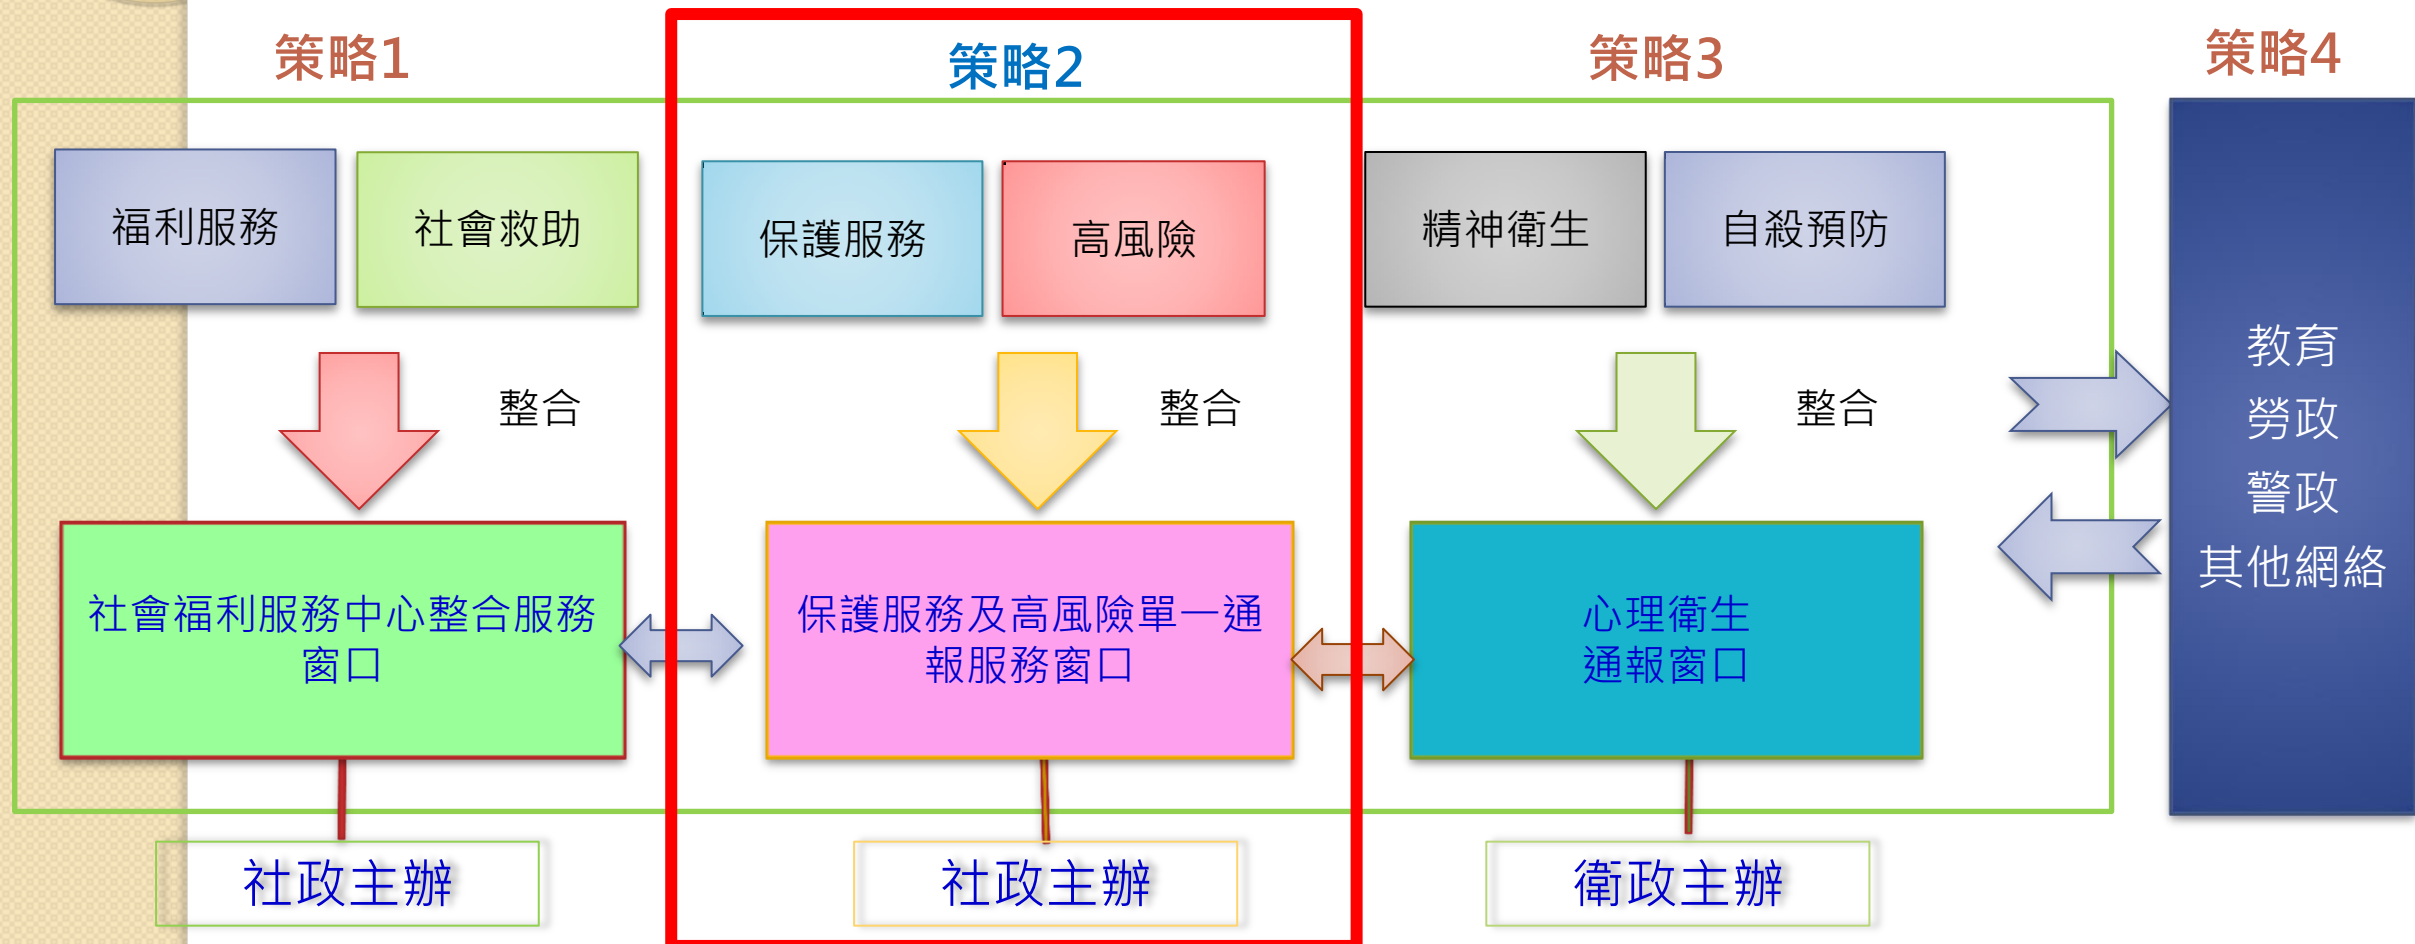 策略1
策略2
策略3
策略4
福利服務
社會救助
保護服務
高風險
精神衛生
自殺預防
整合
整合
整合
教育
勞政
警政
其他網絡
社會福利服務中心整合服務
窗口
保護服務及高風險單一通
報服務窗口
心理衛生
通報窗口
社政主辦
社政主辦
衛政主辦